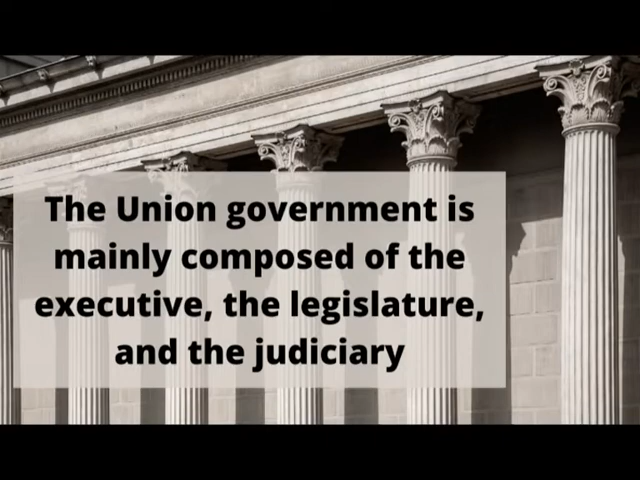 The Union government is
mainly composed of the
executive, the legislature,
and the judiciary